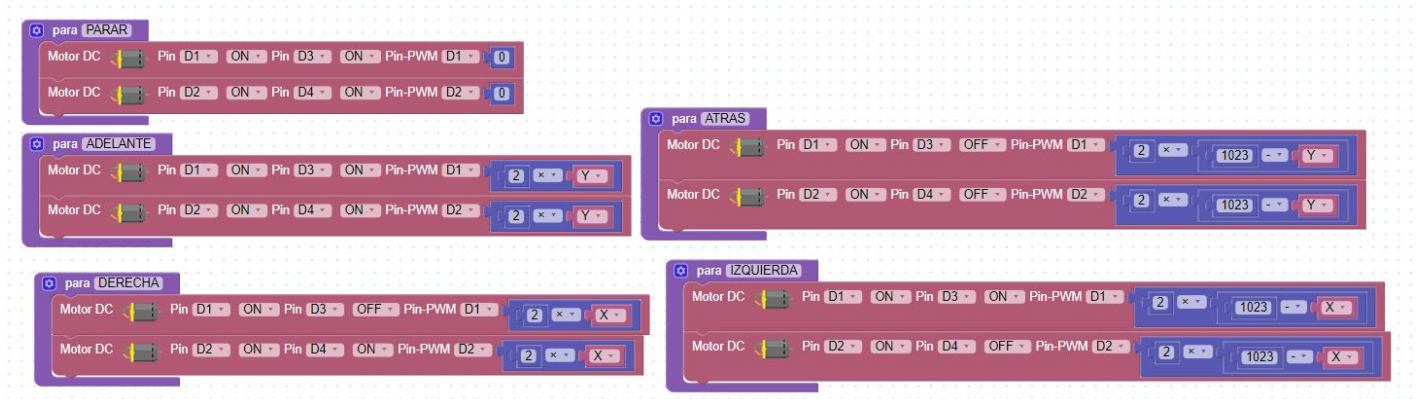 para PARAR
Motor DC Pin D1 ON Pin D3 ON Pin-PWM D1 0
Motor DC Pin D2 ON Pin D4 ON Pin-PWM D2 0
para ADELANTE
Motor DC Pin D1 ON Pin D3 ON Pin-PWM D1 2 × Y
Motor DC Pin D2 ON Pin D4 ON Pin-PWM D2 2 × Y
para ATRAS
Motor DC Pin D1 ON Pin D3 OFF Pin-PWM D1 2 × 1023 - Y
Motor DC Pin D2 ON Pin D4 OFF Pin-PWM D2 2 × 1023 - Y
para DERECHA
Motor DC Pin D1 ON Pin D3 OFF Pin-PWM D1 2 × X
Motor DC Pin D2 ON Pin D4 ON Pin-PWM D2 2 × X
para IZQUIERDA
Motor DC Pin D1 ON Pin D3 ON Pin-PWM D1 2 × 1023 - X
Motor DC Pin D2 ON Pin D4 OFF Pin-PWM D2 2 × 1023 - X